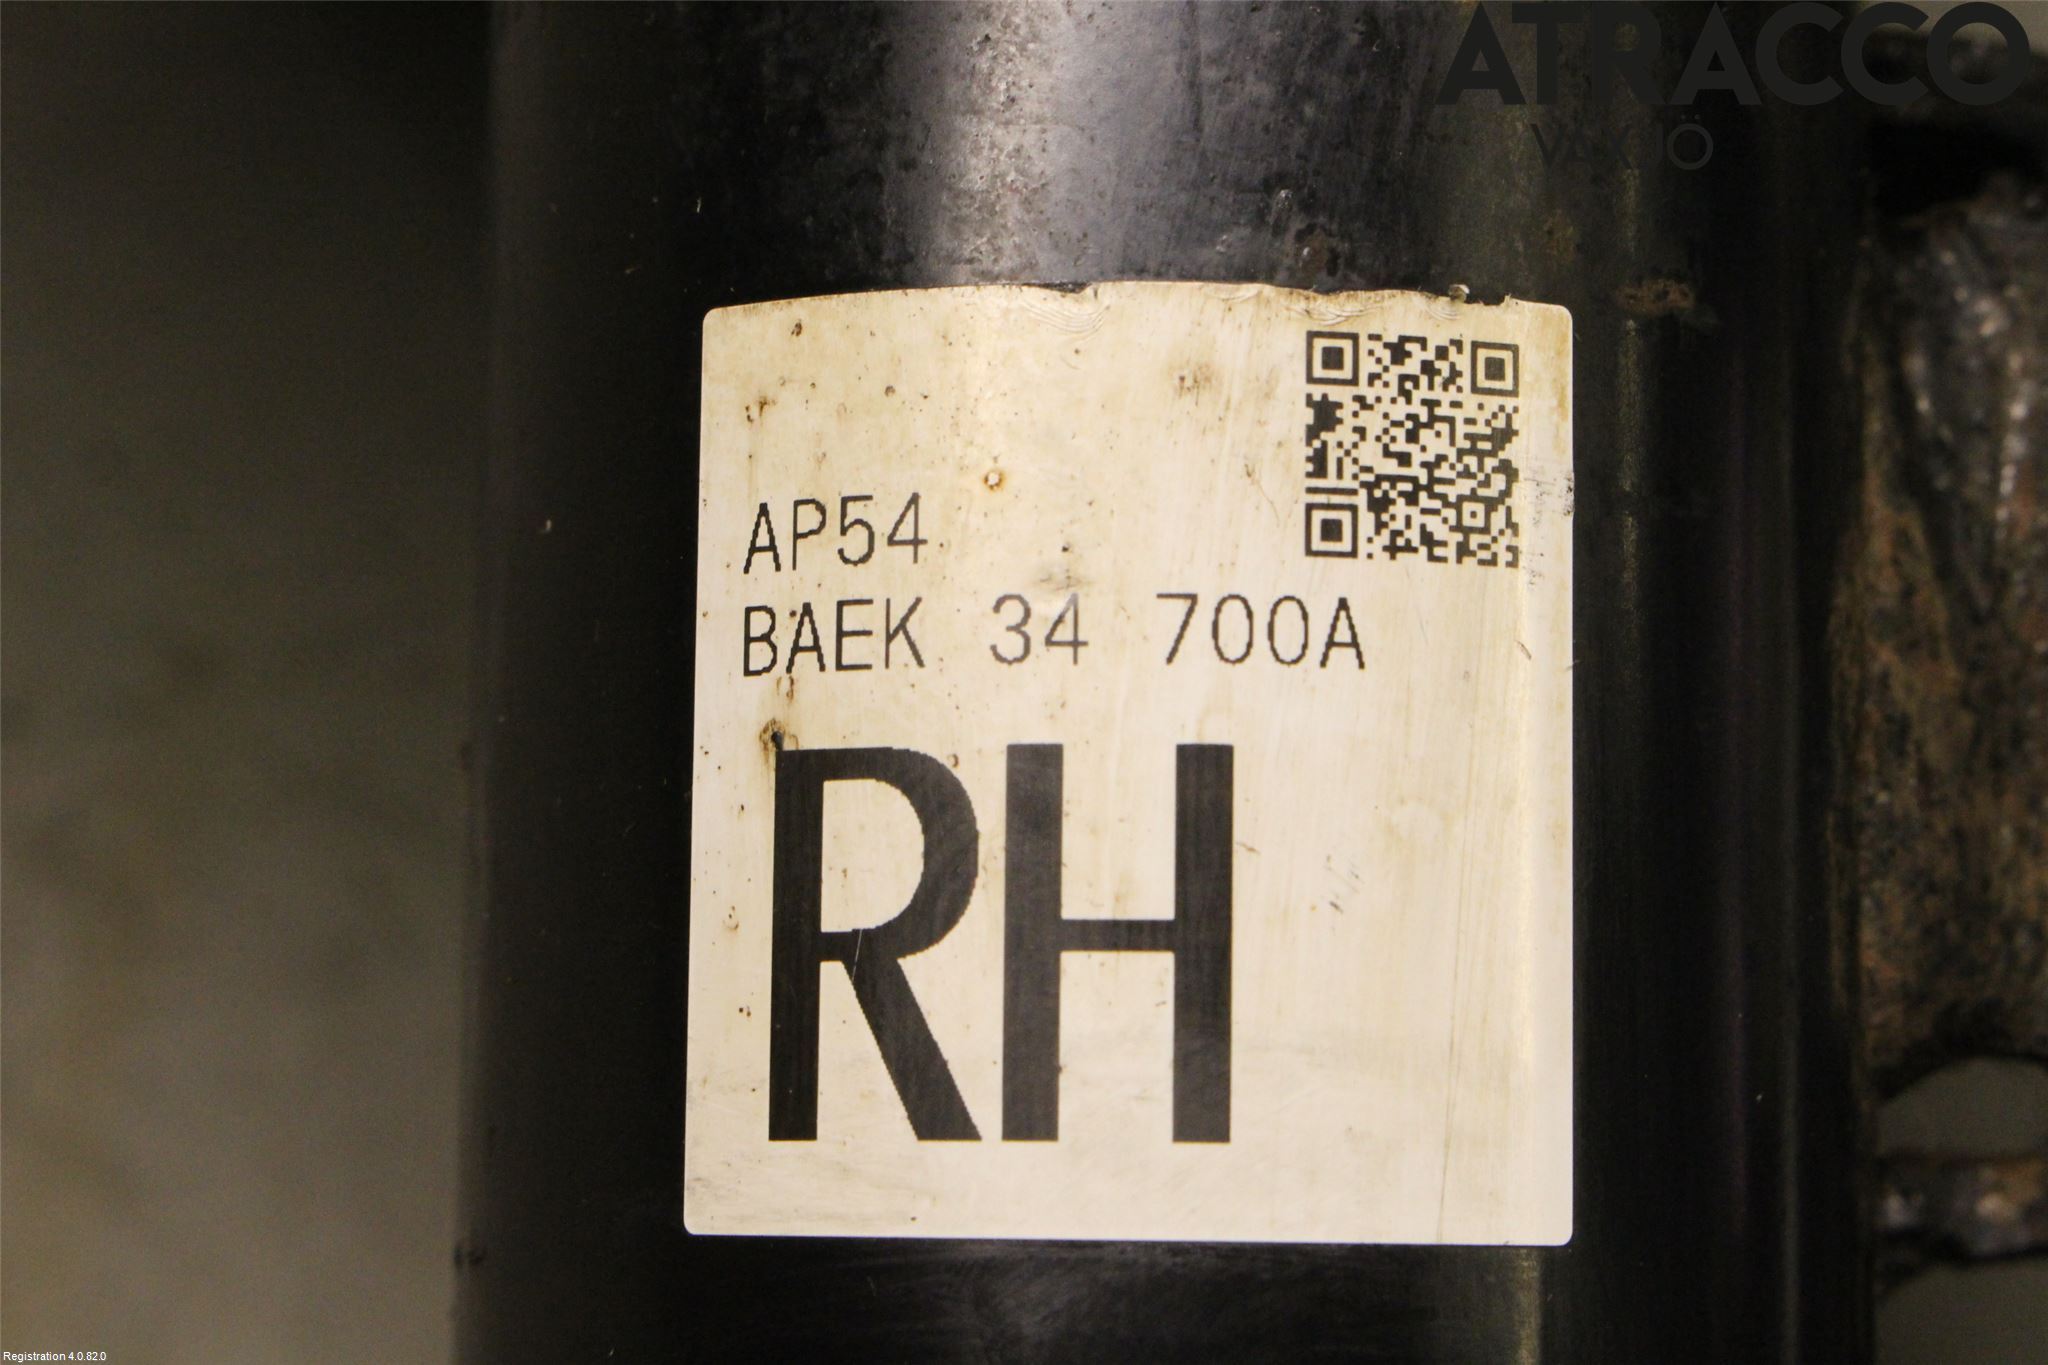 ATRACCO
VÄXJÖ
AP54
BAEK 34 700A
RH
Registration 4.0.82.0